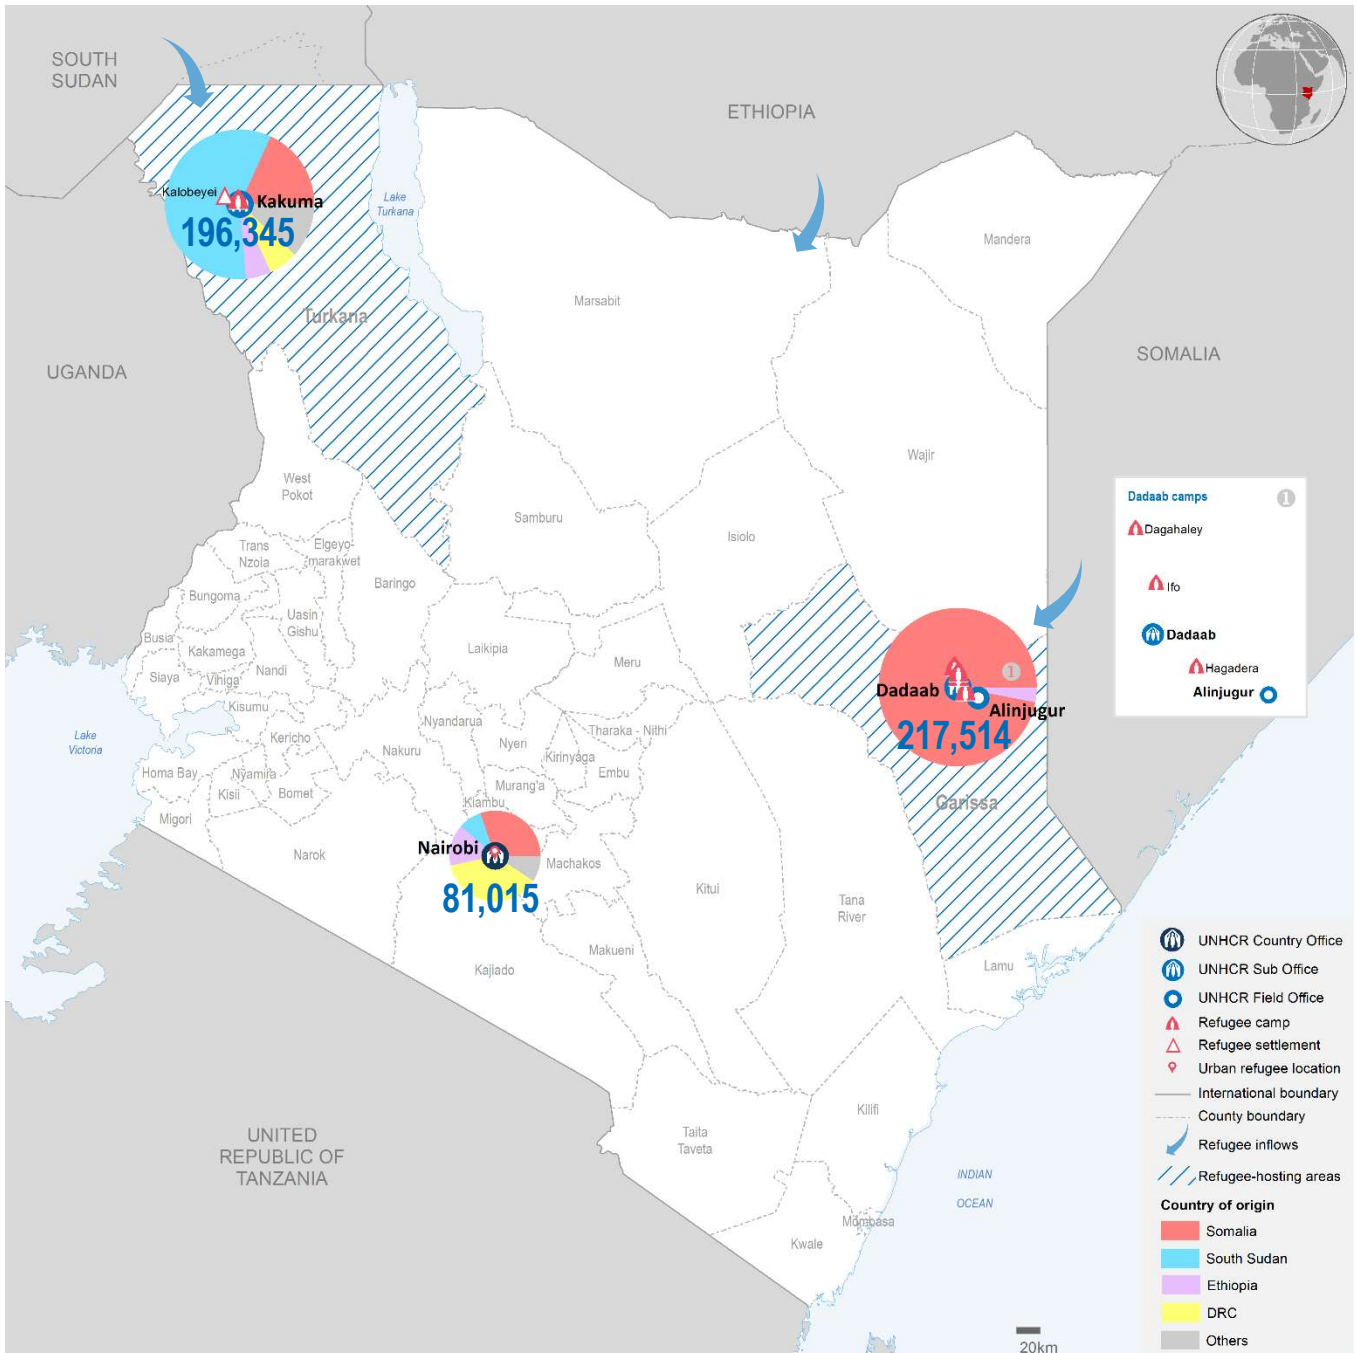 SOUTH
SUDAN
ETHIOPIA
Kalobeyei
Kakuma
196,345
Lake
Turkana
Mandera
Marsabit
Turkana
UGANDA
SOMALIA
Wajir
West
Pokot
Samburu
Isiolo
Dadaab camps
1
Dagahaley
Ifo
Dadaab
Hagadera
Alinjugur
Trans
Nzoia
Elgeyo-
marakwet
Baringo
Bungoma
Uasin
Gishu
Busia
Kakamega
Laikipia
Meru
Siaya
Vihiga
Nandi
Kisumu
1
Dadaab
Alinjugur
217,514
Lake
Victoria
Kericho
Nyandarua
Nakuru
Nyeri
Tharaka - Nithi
Kirinyaga
Embu
Homa Bay
Nyamira
Kisii
Bomet
Murang'a
Kiambu
Migori
Garissa
Narok
Nairobi
81,015
Machakos
Kitui
Tana
River
Makueni
Kajiado
Lamu
UNHCR Country Office
UNHCR Sub Office
UNHCR Field Office
Refugee camp
Refugee settlement
Urban refugee location
International boundary
County boundary
Refugee inflows
Refugee-hosting areas
Country of origin
Somalia
South Sudan
Ethiopia
DRC
Others
Kilifi
Taita
Taveta
UNITED
REPUBLIC OF
TANZANIA
INDIAN
OCEAN
Mombasa
Kwale
20km